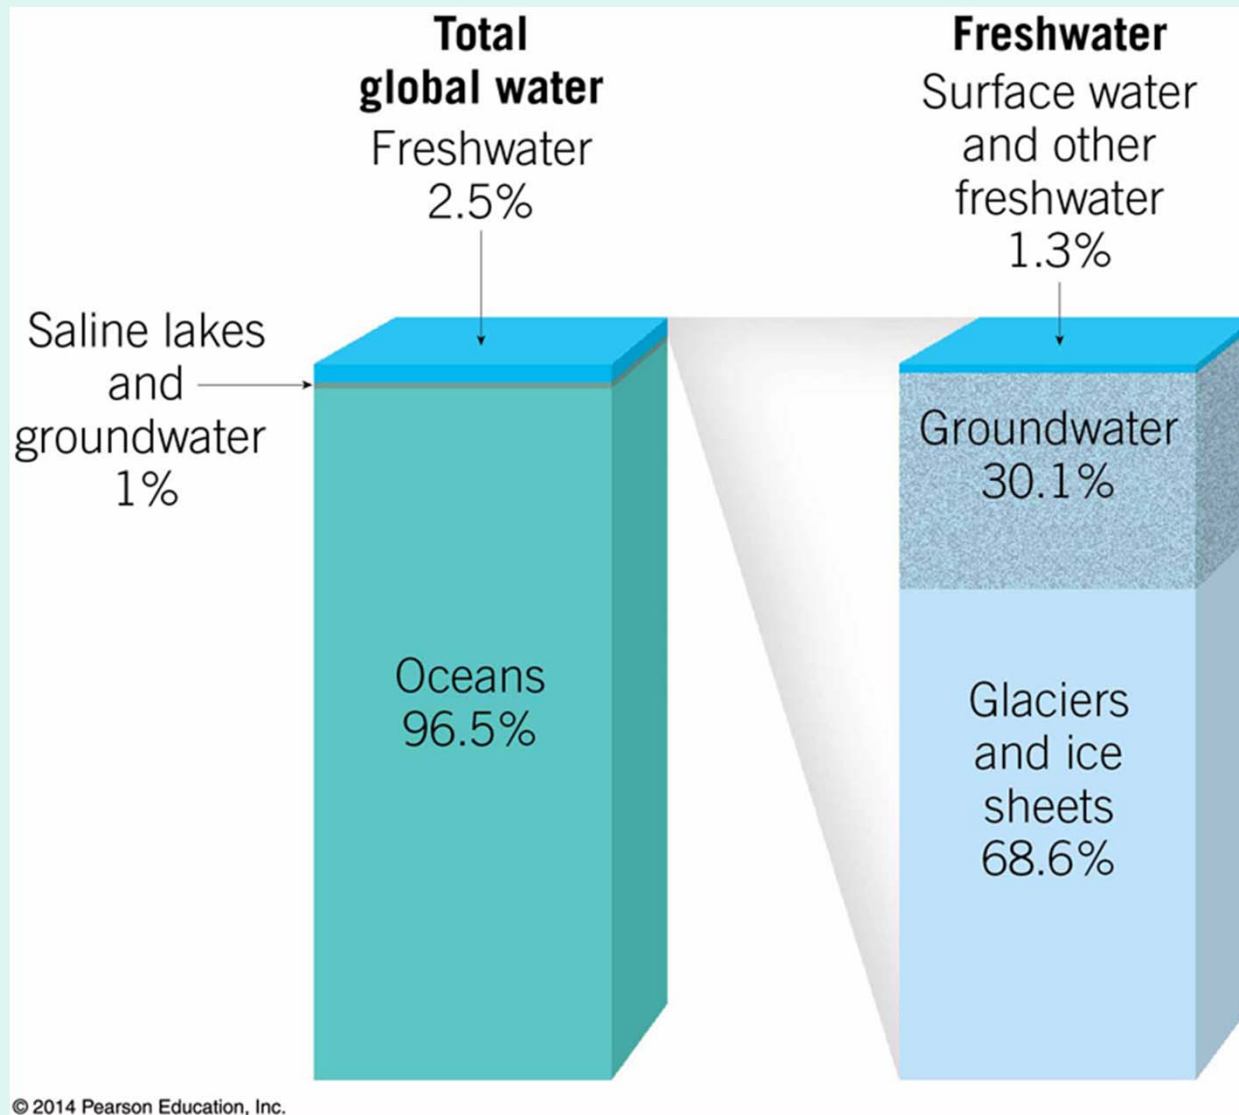 Total
global water
Freshwater
2.5%
Saline lakes
and
groundwater
1%
Oceans
96.5%
Freshwater
Surface water
and other
freshwater
1.3%
Groundwater
30.1%
Glaciers
and ice
sheets
68.6%
© 2014 Pearson Education, Inc.